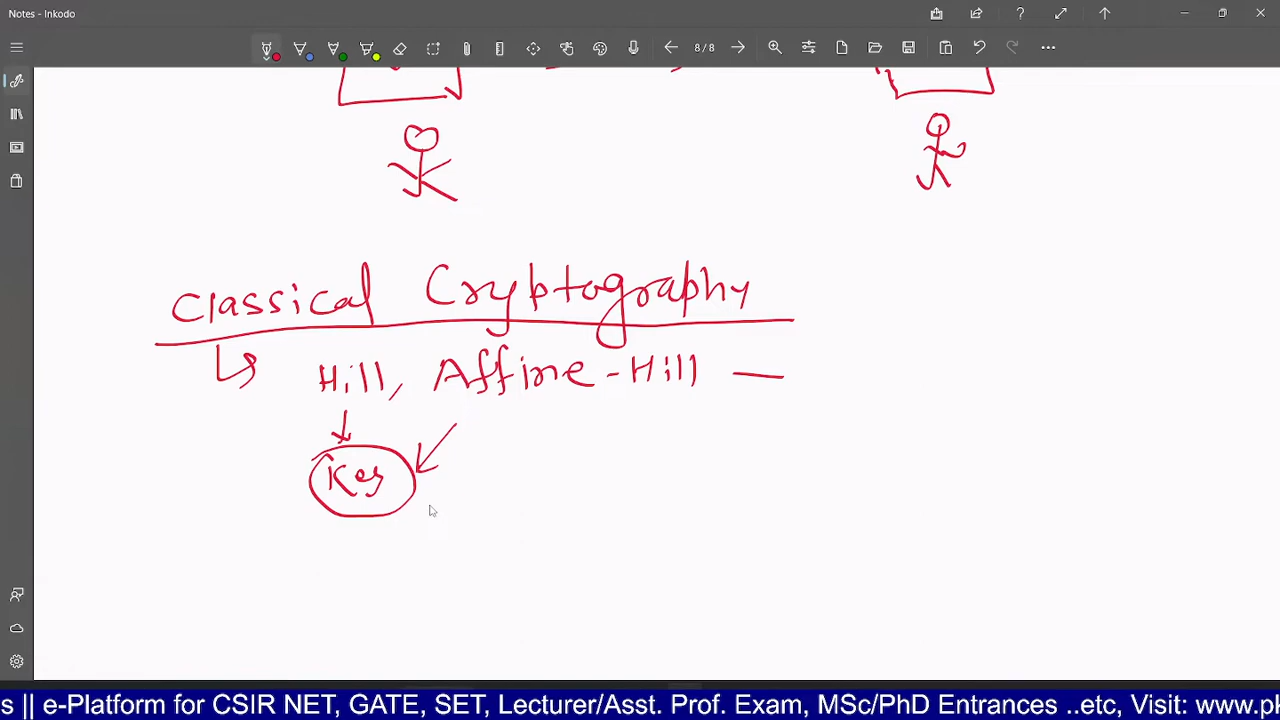 Notes - Inkodo
8/8
Classical Cryptography
Hill, Affine-Hill —
Key
s || e-Platform for CSIR NET, GATE, SET, Lecturer/Asst. Prof. Exam, MSc/PhD Entrances ..etc, Visit: www.p